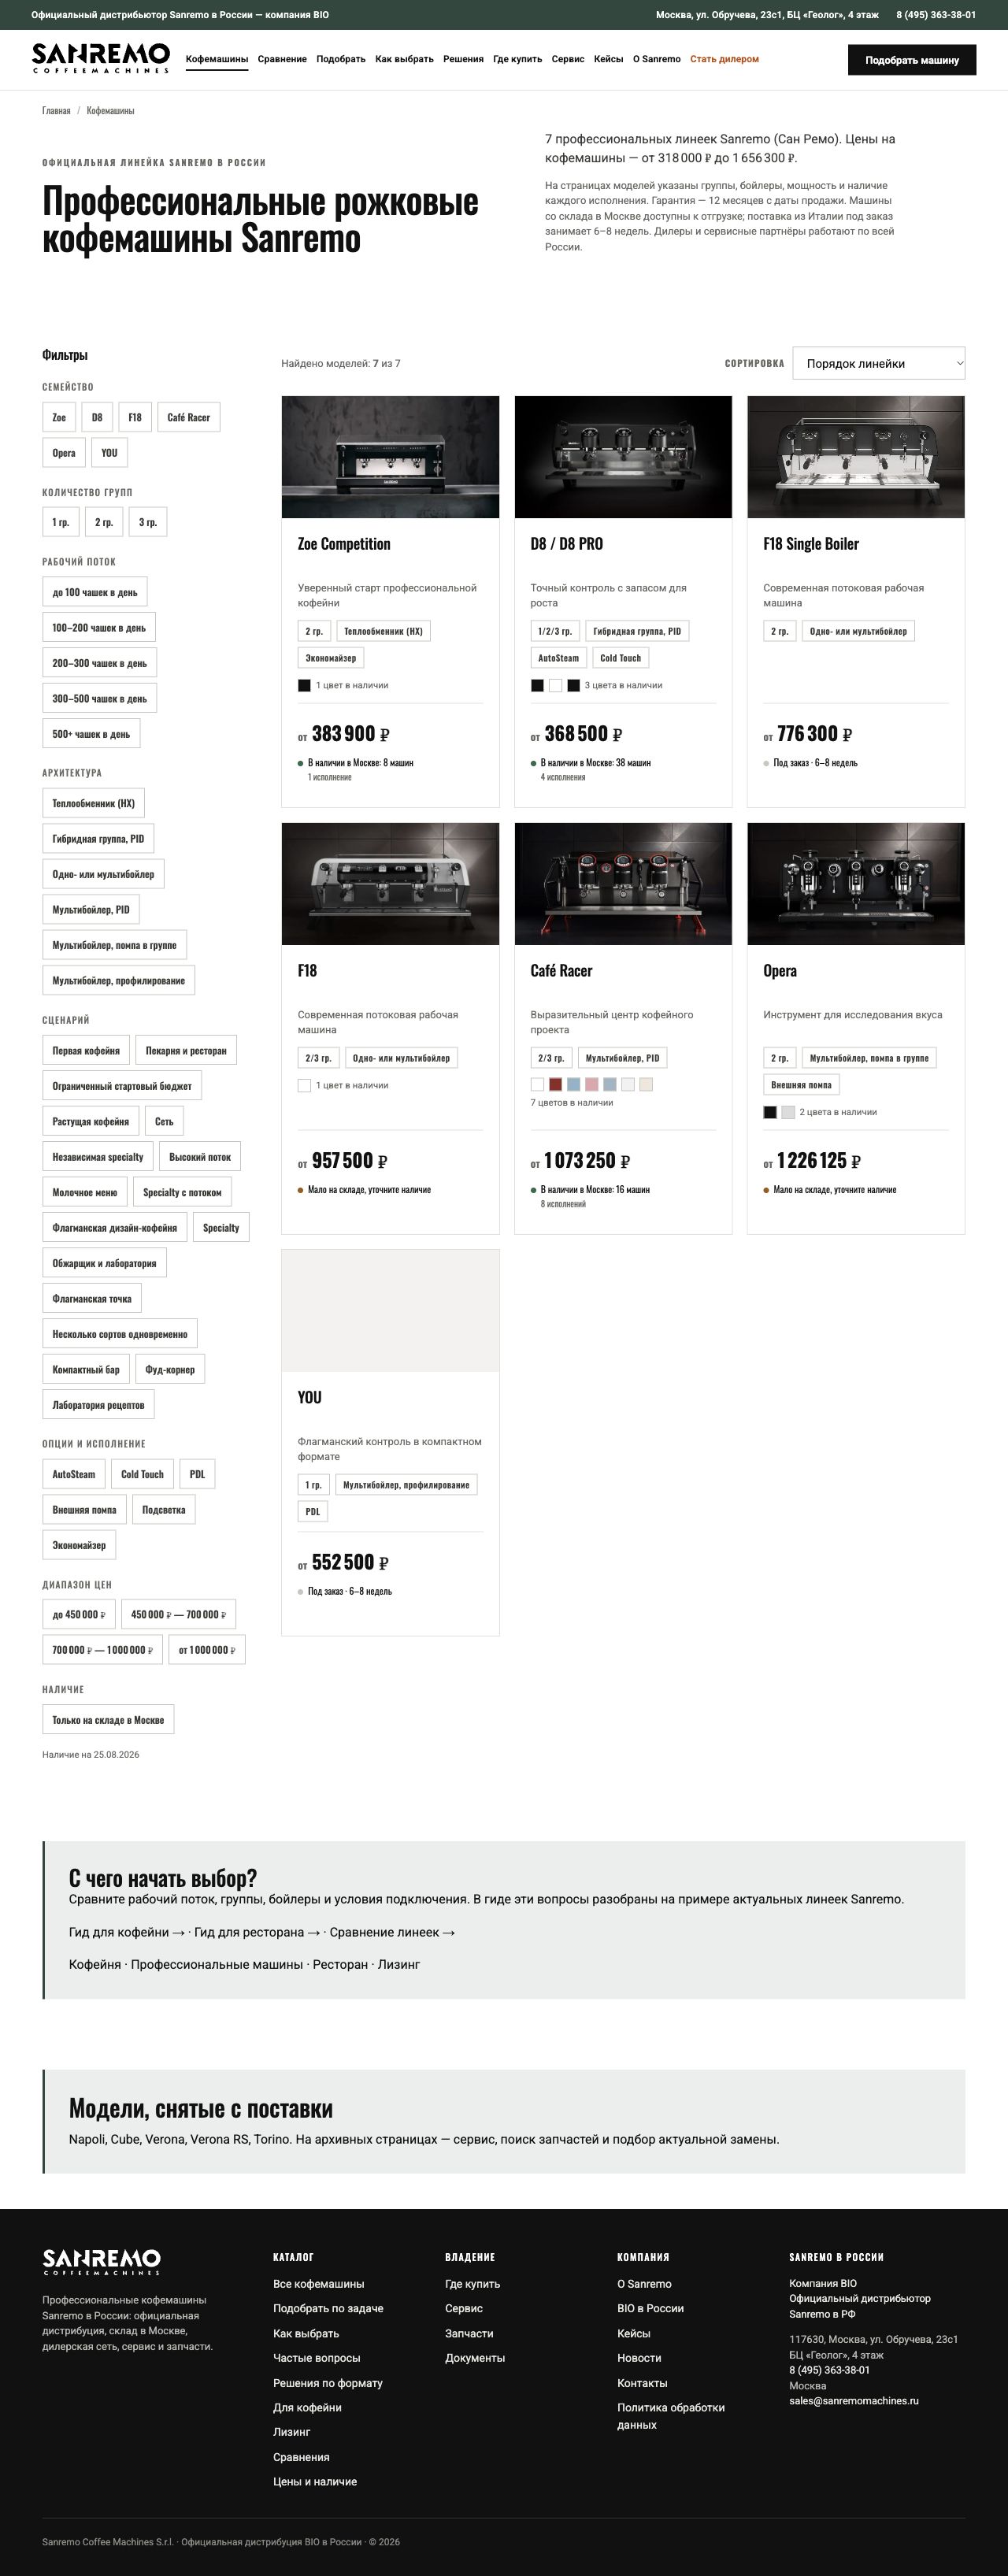 Официальный дистрибьютор Sanremo в России — компания BIO
Москва, ул. Обручева, 23с1, БЦ «Геолог», 4 этаж
8 (495) 363-38-01
SANREMO
COFFEEMACHINES
Кофемашины
Сравнение
Подобрать
Как выбрать
Решения
Где купить
Сервис
Кейсы
О Sanremo
Стать дилером
Подобрать машину
Главная / Кофемашины
ОФИЦИАЛЬНАЯ ЛИНЕЙКА SANREMO В РОССИИ
Профессиональные рожковые
кофемашины Sanremo
7 профессиональных линеек Sanremo (Сан Ремо). Цены на
кофемашины — от 318 000 ₽ до 1 656 300 ₽.
На страницах моделей указаны группы, бойлеры, мощность и наличие
каждого исполнения. Гарантия — 12 месяцев с даты продажи. Машины
со склада в Москве доступны к отгрузке; поставка из Италии под заказ
занимает 6–8 недель. Дилеры и сервисные партнёры работают по всей
России.
Фильтры
СЕМЕЙСТВО
Zoe
D8
F18
Café Racer
Opera
YOU
КОЛИЧЕСТВО ГРУПП
1 гр.
2 гр.
3 гр.
РАБОЧИЙ ПОТОК
до 100 чашек в день
100–200 чашек в день
200–300 чашек в день
300–500 чашек в день
500+ чашек в день
АРХИТЕКТУРА
Теплообменник (HX)
Гибридная группа, PID
Одно- или мультибойлер
Мультибойлер, PID
Мультибойлер, помпа в группе
Мультибойлер, профилирование
СЦЕНАРИЙ
Первая кофейня
Пекарня и ресторан
Ограниченный стартовый бюджет
Растущая кофейня
Сеть
Независимая specialty
Высокий поток
Молочное меню
Specialty с потоком
Флагманская дизайн-кофейня
Specialty
Обжарщик и лаборатория
Флагманская точка
Несколько сортов одновременно
Компактный бар
Фуд-корнер
Лаборатория рецептов
ОПЦИИ И ИСПОЛНЕНИЕ
AutoSteam
Cold Touch
PDL
Внешняя помпа
Подсветка
Экономайзер
ДИАПАЗОН ЦЕН
до 450 000 ₽
450 000 ₽ — 700 000 ₽
700 000 ₽ — 1 000 000 ₽
от 1 000 000 ₽
НАЛИЧИЕ
Только на складе в Москве
Наличие на 25.08.2026
Найдено моделей: 7 из 7
СОРТИРОВКА
Порядок линейки
Zoe Competition
Уверенный старт профессиональной
кофейни
2 гр.
Теплообменник (HX)
Экономайзер
1 цвет в наличии
от 383 900 ₽
В наличии в Москве: 8 машин
1 исполнение
D8 / D8 PRO
Точный контроль с запасом для
роста
1/2/3 гр.
Гибридная группа, PID
AutoSteam
Cold Touch
3 цвета в наличии
от 368 500 ₽
В наличии в Москве: 38 машин
4 исполнения
F18 Single Boiler
Современная потоковая рабочая
машина
2 гр.
Одно- или мультибойлер
от 776 300 ₽
Под заказ · 6–8 недель
F18
Современная потоковая рабочая
машина
2/3 гр.
Одно- или мультибойлер
1 цвет в наличии
от 957 500 ₽
Мало на складе, уточните наличие
Café Racer
Выразительный центр кофейного
проекта
2/3 гр.
Мультибойлер, PID
7 цветов в наличии
от 1 073 250 ₽
В наличии в Москве: 16 машин
8 исполнений
Opera
Инструмент для исследования вкуса
2 гр.
Мультибойлер, помпа в группе
Внешняя помпа
2 цвета в наличии
от 1 226 125 ₽
Мало на складе, уточните наличие
YOU
Флагманский контроль в компактном
формате
1 гр.
Мультибойлер, профилирование
PDL
от 552 500 ₽
Под заказ · 6–8 недель
С чего начать выбор?
Сравните рабочий поток, группы, бойлеры и условия подключения. В гиде эти вопросы разобраны на примере актуальных линеек Sanremo.
Гид для кофейни → · Гид для ресторана → · Сравнение линеек →
Кофейня · Профессиональные машины · Ресторан · Лизинг
Модели, снятые с поставки
Napoli, Cube, Verona, Verona RS, Torino. На архивных страницах — сервис, поиск запчастей и подбор актуальной замены.
SANREMO
COFFEEMACHINES
Профессиональные кофемашины
Sanremo в России: официальная
дистрибуция, склад в Москве,
дилерская сеть, сервис и запчасти.
КАТАЛОГ
Все кофемашины
Подобрать по задаче
Как выбрать
Частые вопросы
Решения по формату
Для кофейни
Лизинг
Сравнения
Цены и наличие
ВЛАДЕНИЕ
Где купить
Сервис
Запчасти
Документы
КОМПАНИЯ
О Sanremo
BIO в России
Кейсы
Новости
Контакты
Политика обработки
данных
SANREMO В РОССИИ
Компания BIO
Официальный дистрибьютор
Sanremo в РФ
117630, Москва, ул. Обручева, 23с1
БЦ «Геолог», 4 этаж
8 (495) 363-38-01
Москва
sales@sanremomachines.ru
Sanremo Coffee Machines S.r.l. · Официальная дистрибуция BIO в России · © 2026